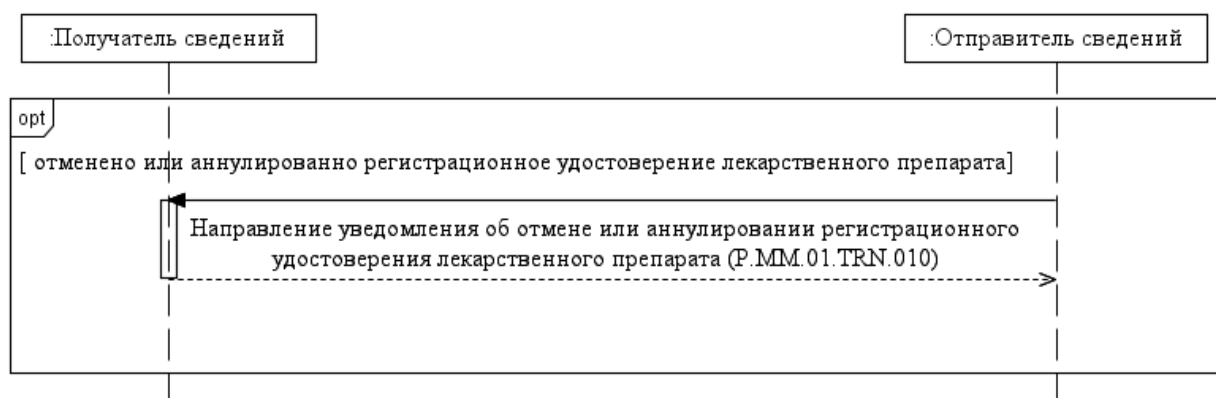 :Получатель сведений
:Отправитель сведений
opt
[ отменено или аннулированно регистрационное удостоверение лекарственного препарата]
Направление уведомления об отмене или аннулировании регистрационного
удостоверения лекарственного препарата (P.MM.01.TRN.010)